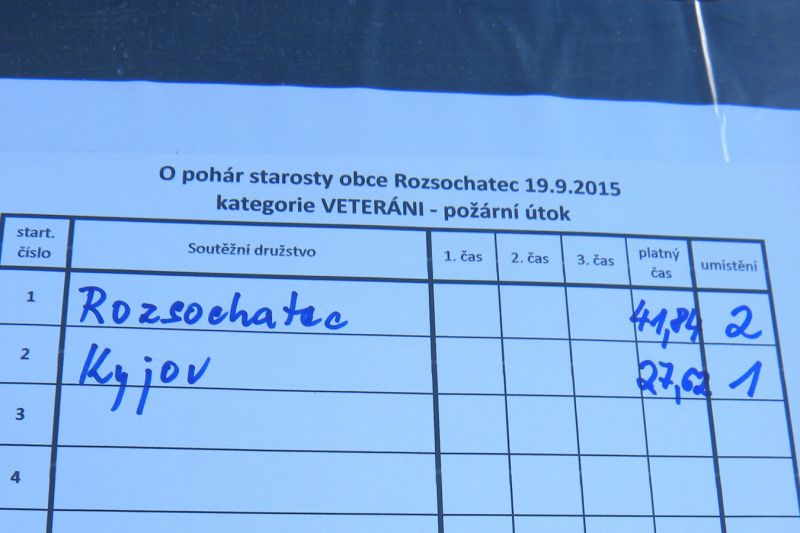 O pohár starosty obce Rozsochatec 19.9.2015
kategorie VETERÁNI - požární útok
start. číslo Soutěžní družstvo 1. čas 2. čas 3. čas platný čas umístění
1 Rozsochatec 41,84 2
2 Kyjov 27,62 1
3
4